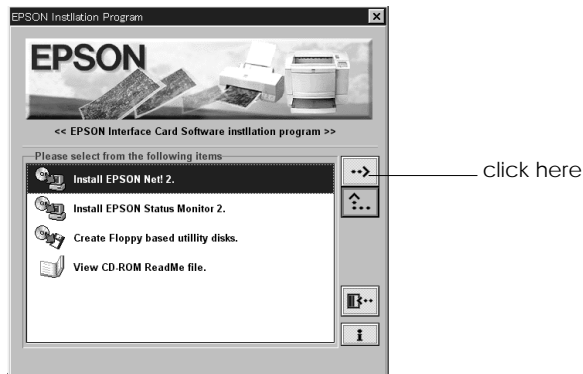 EPSON Instllation Program
EPSON
<< EPSON Interface Card Software instllation program >>
Please select from the following items
Install EPSON Net! 2.
click here
Install EPSON Status Monitor 2.
Create Floppy based utillity disks.
View CD-ROM ReadMe file.
i